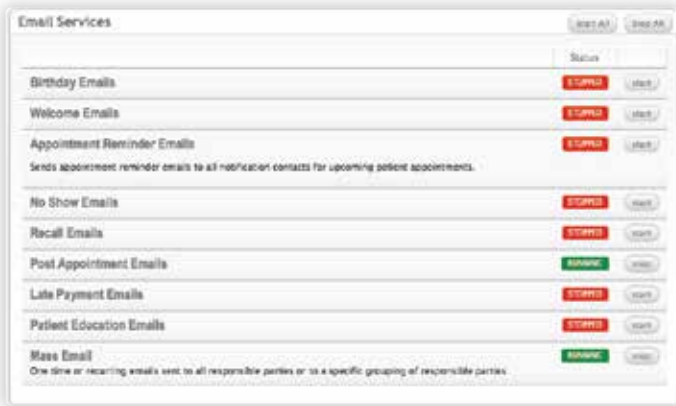 Email Services
Start All
Stop All
Status
Birthday Emails
STOPPED
start
Welcome Emails
STOPPED
start
Appointment Reminder Emails
STOPPED
start
Sends appointment reminder emails to all notification contacts for upcoming patient appointments.
No Show Emails
STOPPED
start
Recall Emails
STOPPED
start
Post Appointment Emails
RUNNING
stop
Late Payment Emails
STOPPED
start
Patient Education Emails
STOPPED
start
Mass Email
RUNNING
stop
One time or recurring emails sent to all responsible parties or to a specific grouping of responsible parties